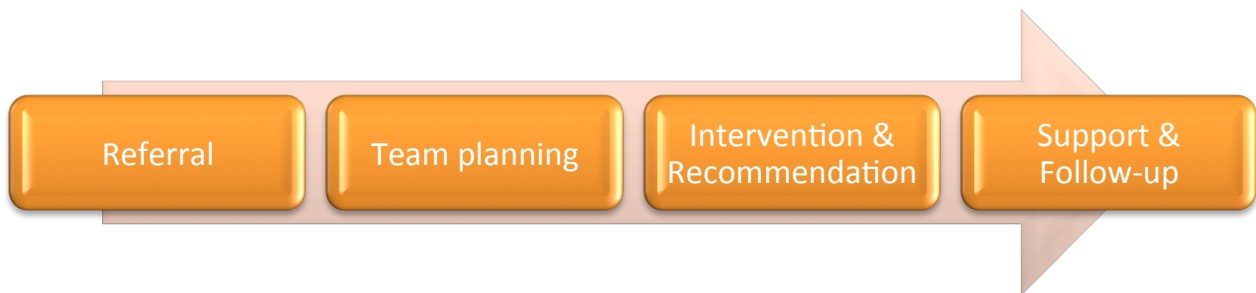 Referral
Team planning
Intervention &
Recommendation
Support &
Follow-up